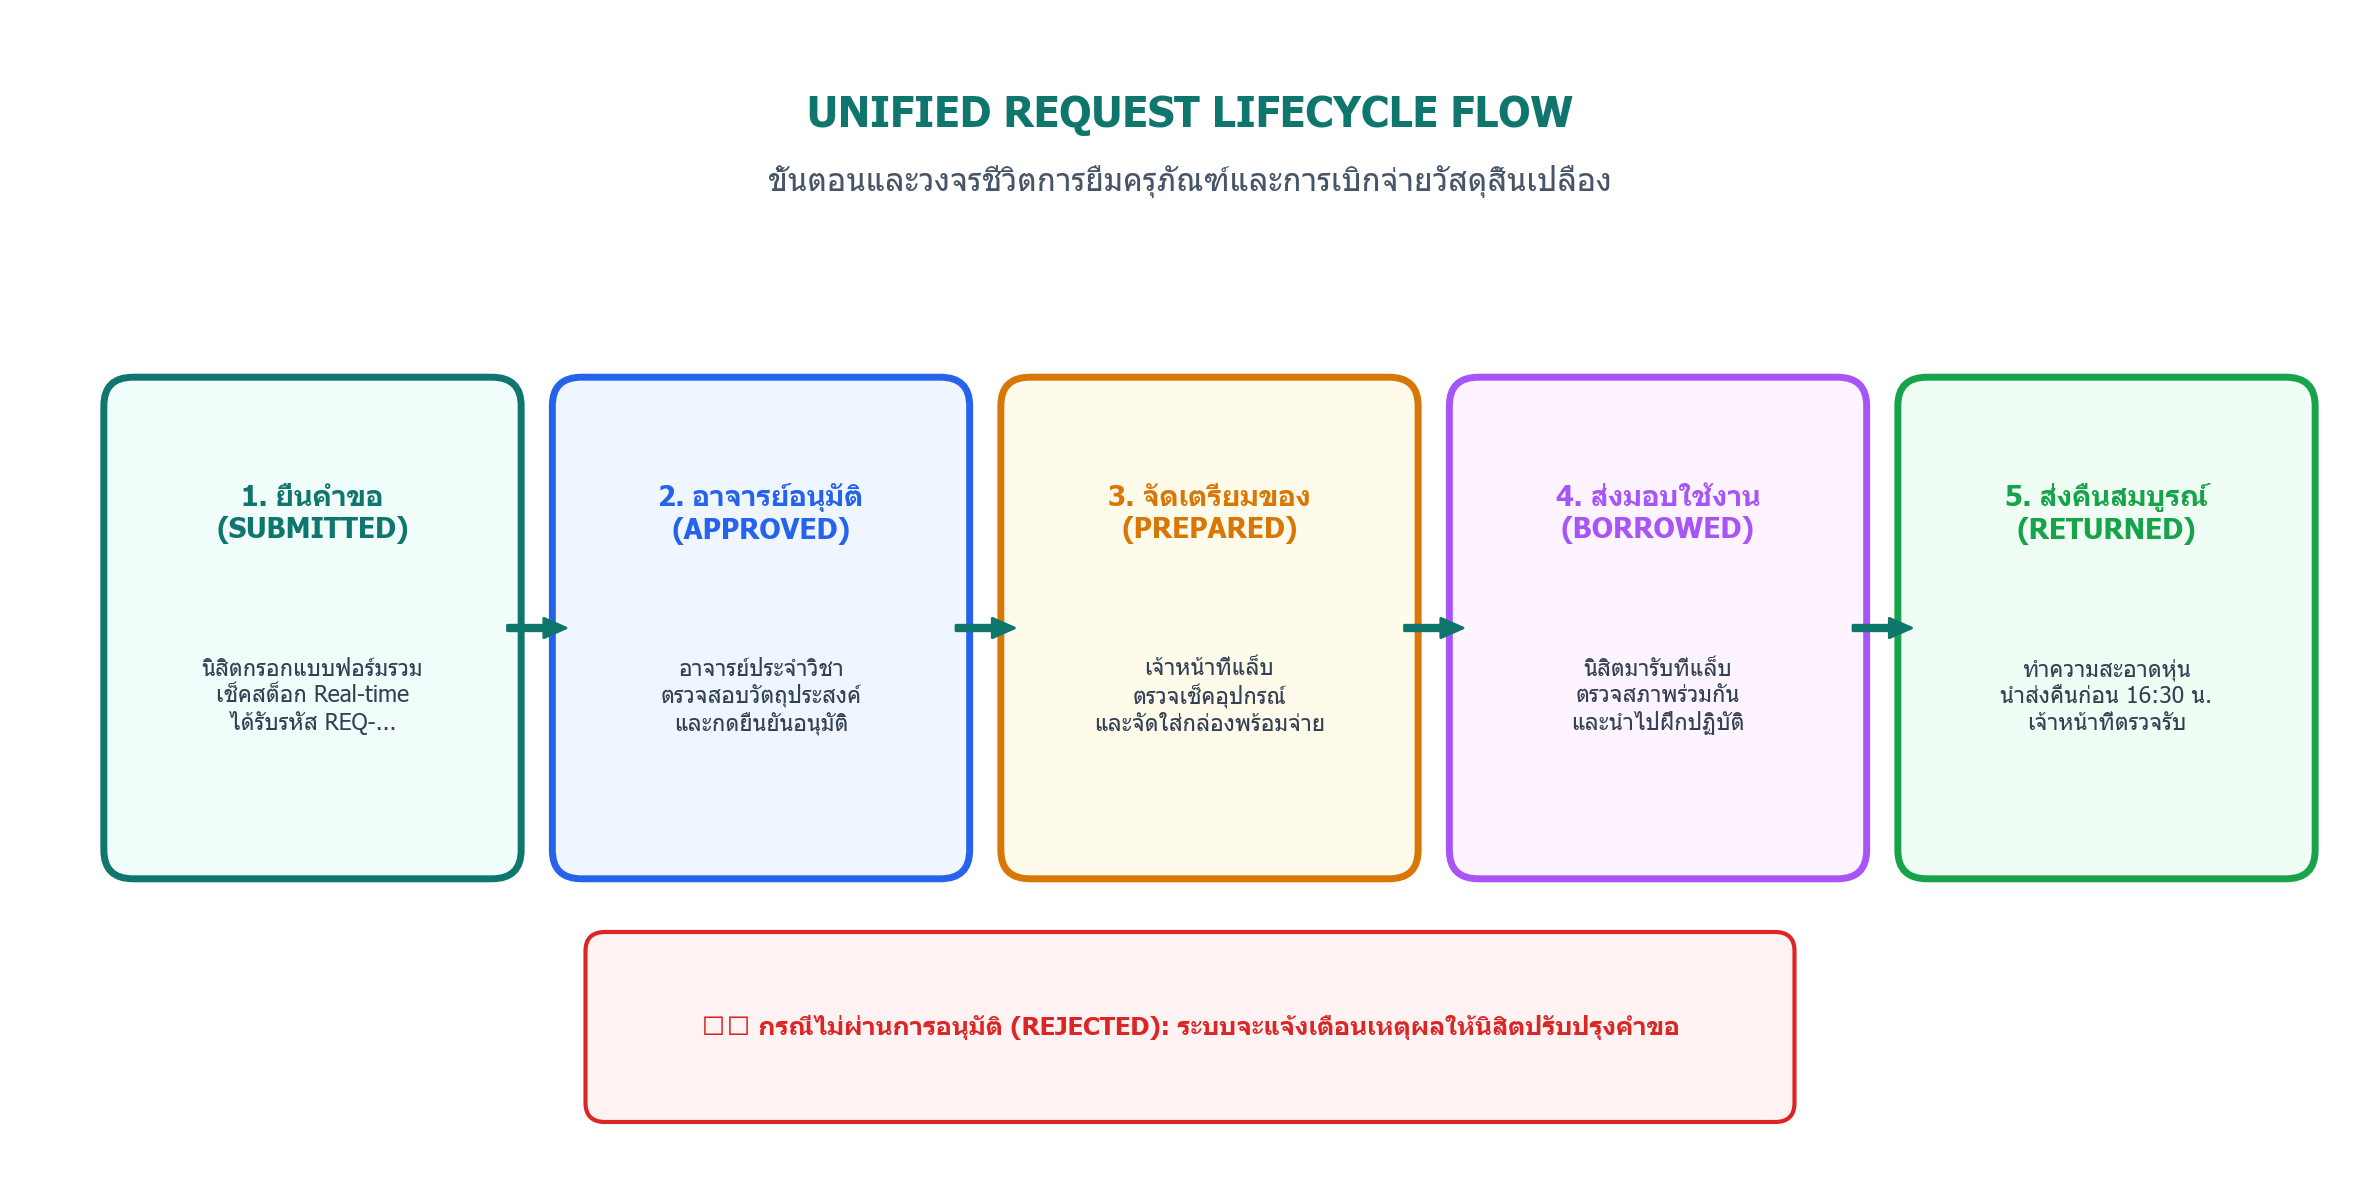 UNIFIED REQUEST LIFECYCLE FLOW
ขั้นตอนและวงจรชีวิตการยืมครุภัณฑ์และการเบิกจ่ายวัสดุสิ้นเปลือง
1. ยื่นคำขอ
(SUBMITTED)
นิสิตกรอกแบบฟอร์มรวม
เช็คสต็อก Real-time
ได้รับรหัส REQ-...
2. อาจารย์อนุมัติ
(APPROVED)
อาจารย์ประจำวิชา
ตรวจสอบวัตถุประสงค์
และกดยืนยันอนุมัติ
3. จัดเตรียมของ
(PREPARED)
เจ้าหน้าที่แล็บ
ตรวจเช็คอุปกรณ์
และจัดใส่กล่องพร้อมจ่าย
4. ส่งมอบใช้งาน
(BORROWED)
นิสิตมารับที่แล็บ
ตรวจสภาพร่วมกัน
และนำไปฝึกปฏิบัติ
5. ส่งคืนสมบูรณ์
(RETURNED)
ทำความสะอาดหุ่น
นำส่งคืนก่อน 16:30 น.
เจ้าหน้าที่ตรวจรับ
กรณีไม่ผ่านการอนุมัติ (REJECTED): ระบบจะแจ้งเตือนเหตุผลให้นิสิตปรับปรุงคำขอ